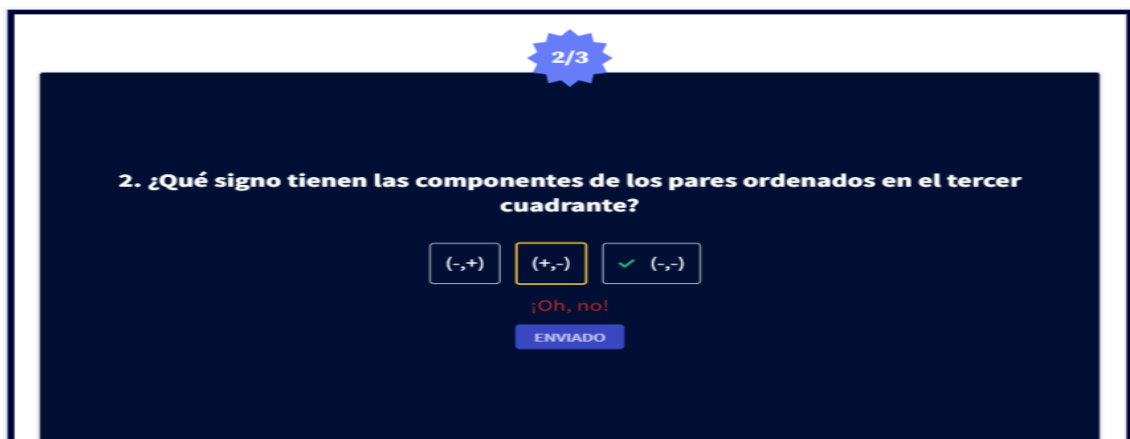 2/3
2. ¿Qué signo tienen las componentes de los pares ordenados en el tercer
cuadrante?
(-,+) (+,-) (-,-)
¡Oh, no!
ENVIADO